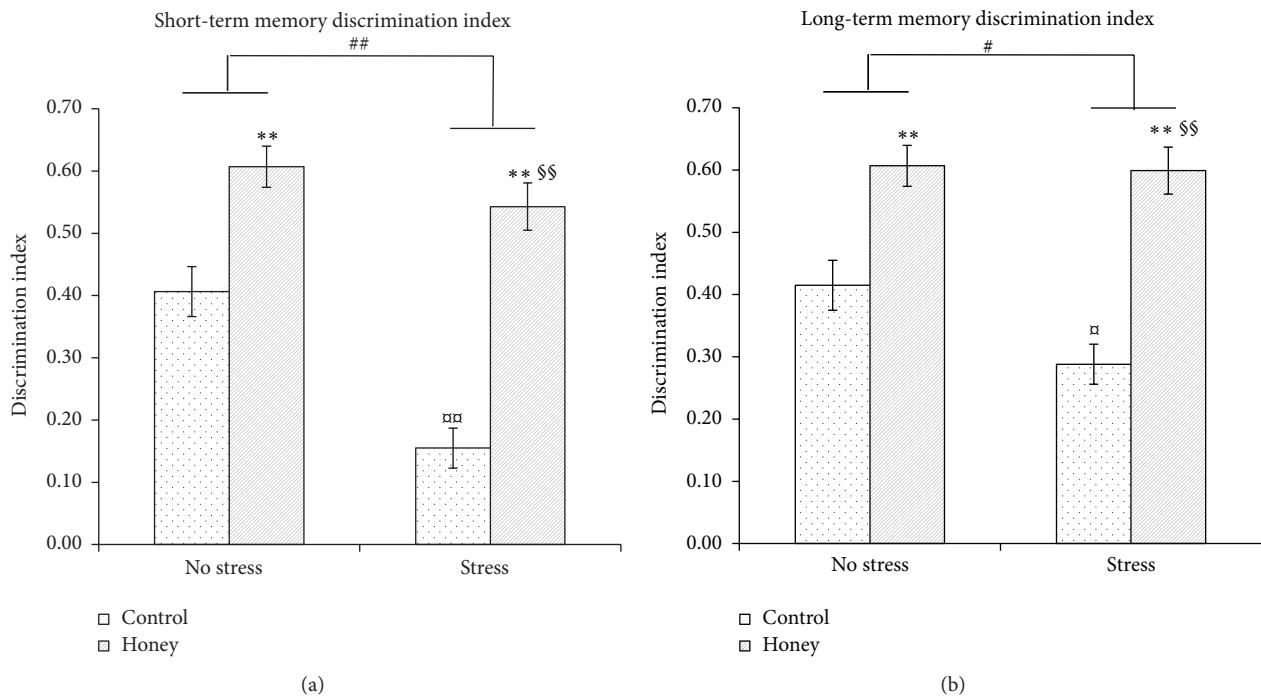 Short-term memory discrimination index
##
0.70
0.60
0.50
0.40
0.30
0.20
0.10
0.00
Discrimination index
**
** §§
¤¤
No stress
Stress
Control
Honey
(a)
Long-term memory discrimination index
#
0.70
0.60
0.50
0.40
0.30
0.20
0.10
0.00
Discrimination index
**
** §§
¤
No stress
Stress
Control
Honey
(b)